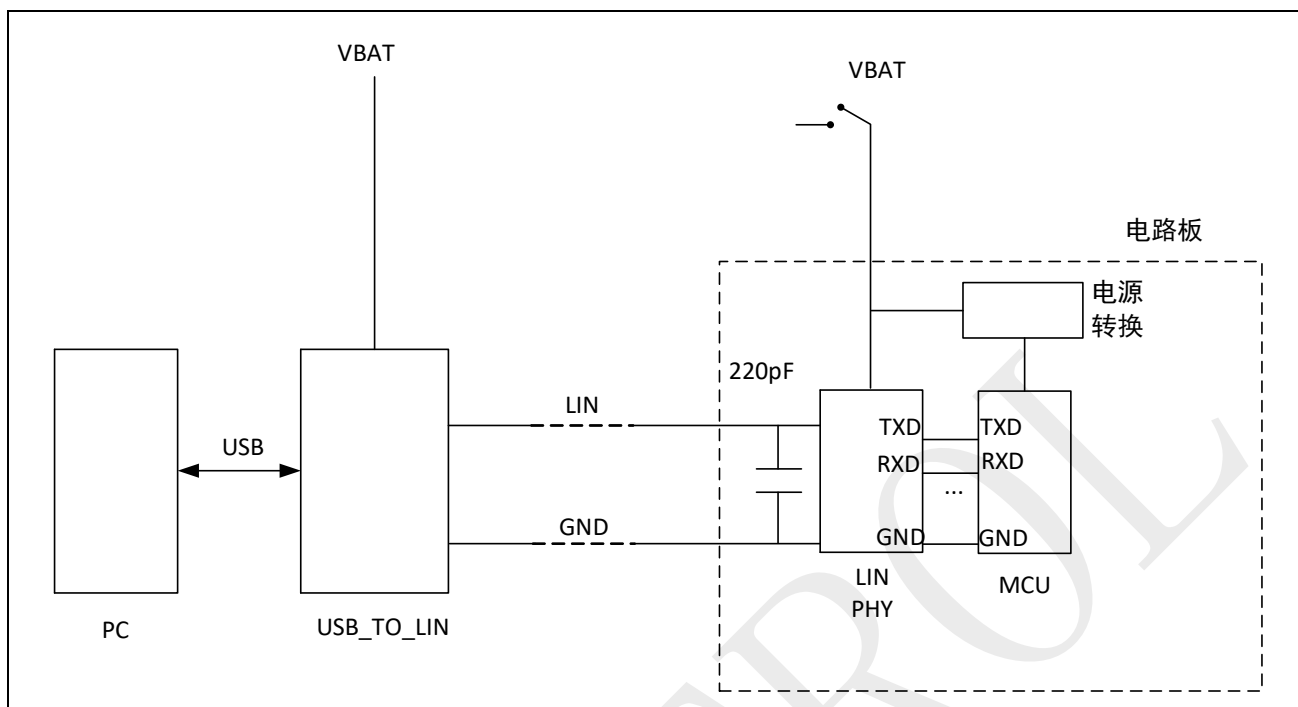 VBAT
VBAT
电路板
电源
转换
220pF
LIN
TXD
TXD
USB
RXD
RXD
...
GND
GND
GND
LIN
PHY
MCU
PC
USB_TO_LIN